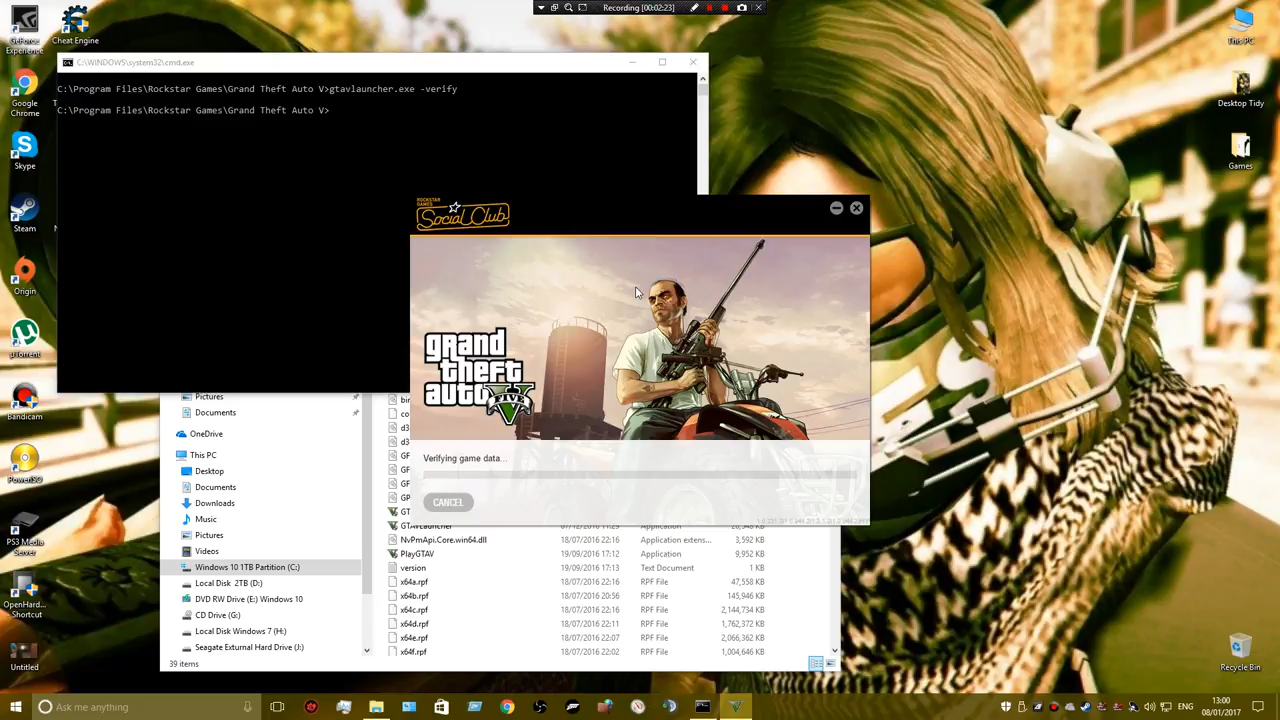 Recording [00:02:23]
GeForce
Experience
Cheat Engine
Google
Chrome
Skype
Steam
Origin
µTorrent
Bandicam
PowerISO
PS3 Media
Server
OpenHard...
Shortcut
Untitled
C:\WINDOWS\system32\cmd.exe
C:\Program Files\Rockstar Games\Grand Theft Auto V>gtavlauncher.exe -verify
C:\Program Files\Rockstar Games\Grand Theft Auto V>
ROCKSTAR
GAMES
Social Club
grand
theft
auto
FIVE
Verifying game data...
CANCEL
This PC
Desktop Tidy
Games
Recycle Bin
Pictures
Documents
OneDrive
This PC
Desktop
Documents
Downloads
Music
Pictures
Videos
Windows 10 1TB Partition (C:)
Local Disk 2TB (D:)
DVD RW Drive (E:) Windows 10
CD Drive (G:)
Local Disk Windows 7 (H:)
Seagate External Hard Drive (J:)
39 items
GTAVLauncher 07/12/2016 11:29 Application
NvPmApi.Core.win64.dll 18/07/2016 22:16 Application extens... 3,592 KB
PlayGTAV 19/09/2016 17:12 Application 9,952 KB
version 19/09/2016 17:13 Text Document 1 KB
x64a.rpf 18/07/2016 22:16 RPF File 47,558 KB
x64b.rpf 18/07/2016 20:56 RPF File 145,946 KB
x64c.rpf 18/07/2016 22:16 RPF File 2,144,734 KB
x64d.rpf 18/07/2016 22:11 RPF File 1,762,372 KB
x64e.rpf 18/07/2016 22:07 RPF File 2,066,362 KB
x64f.rpf 18/07/2016 22:02 RPF File 1,004,646 KB
Ask me anything
ENG
13:00
08/01/2017